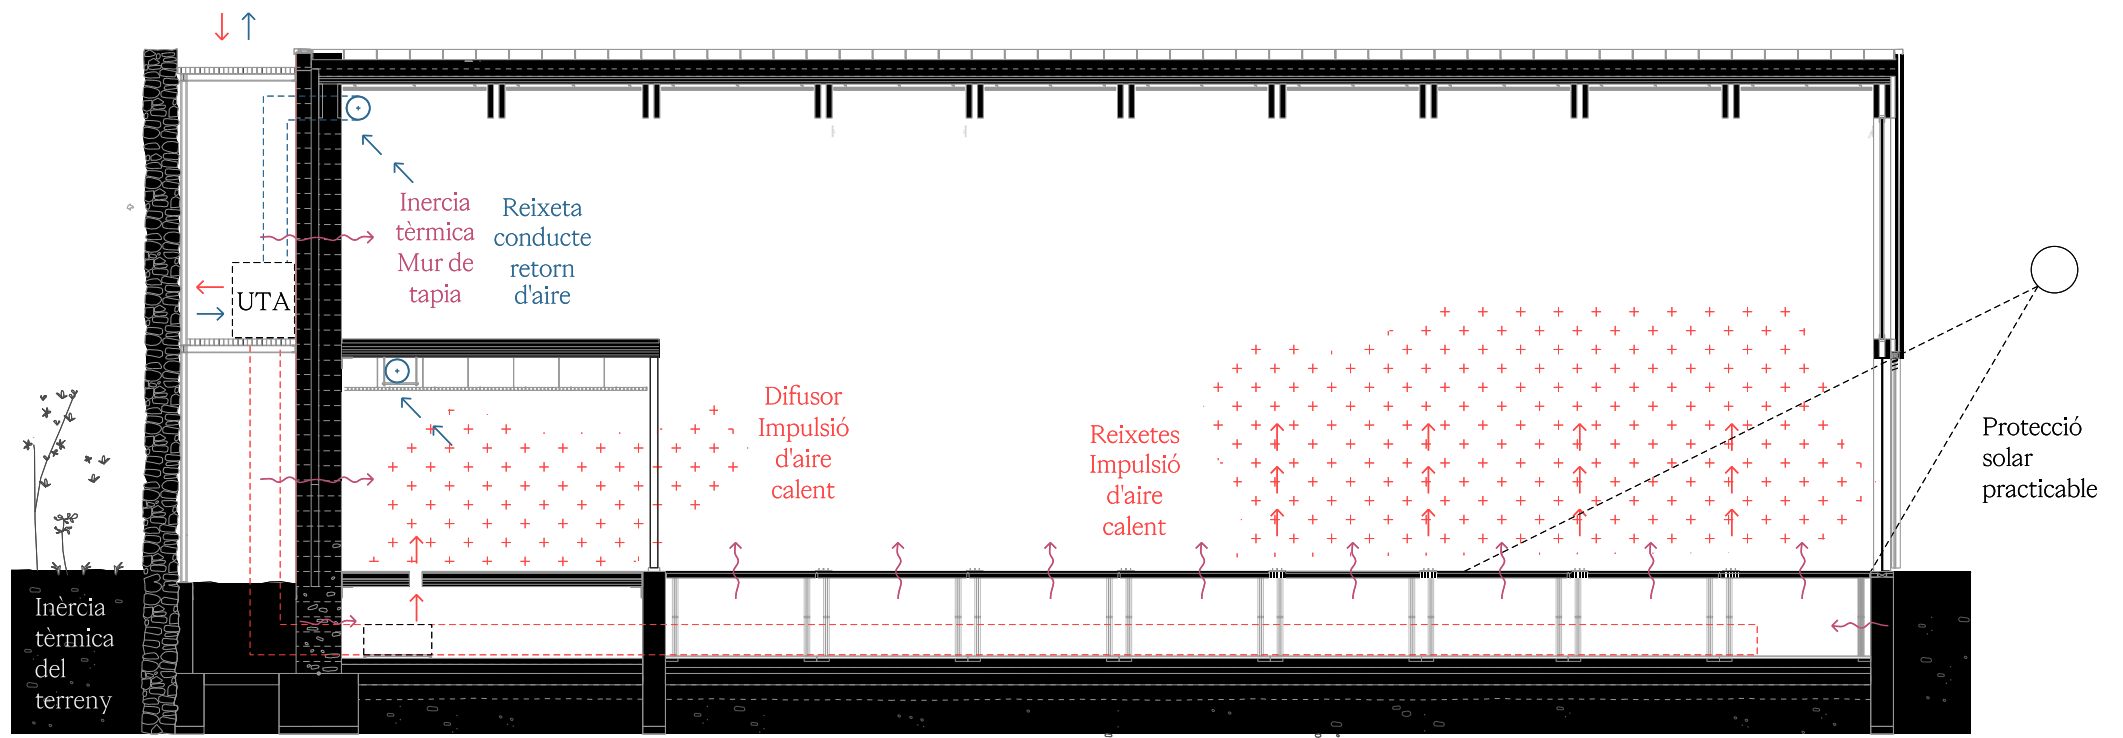 Inercia
tèrmica
Mur de
tapia
Reixeta
conducte
retorn
d'aire
UTA
Difusor
Impulsió
d'aire
calent
Reixetes
Impulsió
d'aire
calent
Protecció
solar
practicable
Inèrcia
tèrmica
del
terreny